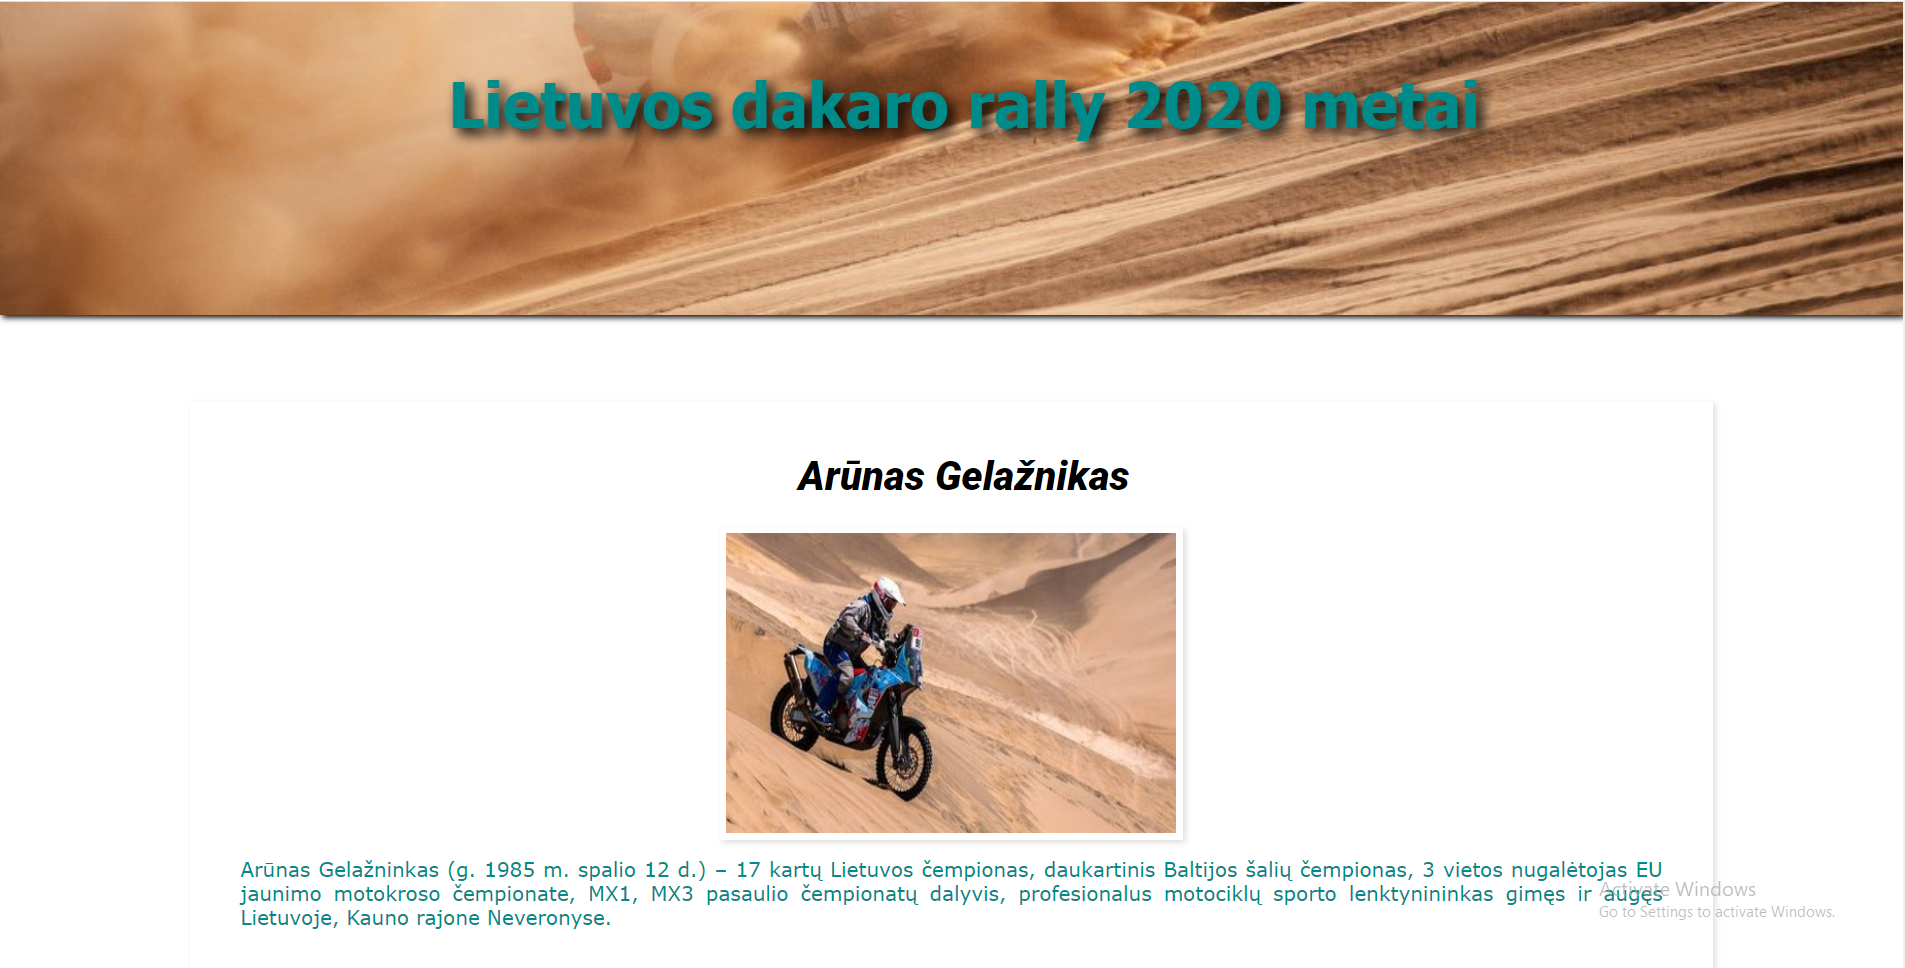 Lietuvos dakaro rally 2020 metai
Arūnas Gelažnikas
Arūnas Gelažninkas (g. 1985 m. spalio 12 d.) – 17 kartų Lietuvos čempionas, daukartinis Baltijos šalių čempionas, 3 vietos nugalėtojas EU
jaunimo motokroso čempionate, MX1, MX3 pasaulio čempionatų dalyvis, profesionalus motociklų sporto lenktynininkas gimęs ir augęs
Lietuvoje, Kauno rajone Neveronyse.
Activate Windows
Go to Settings to activate Windows.